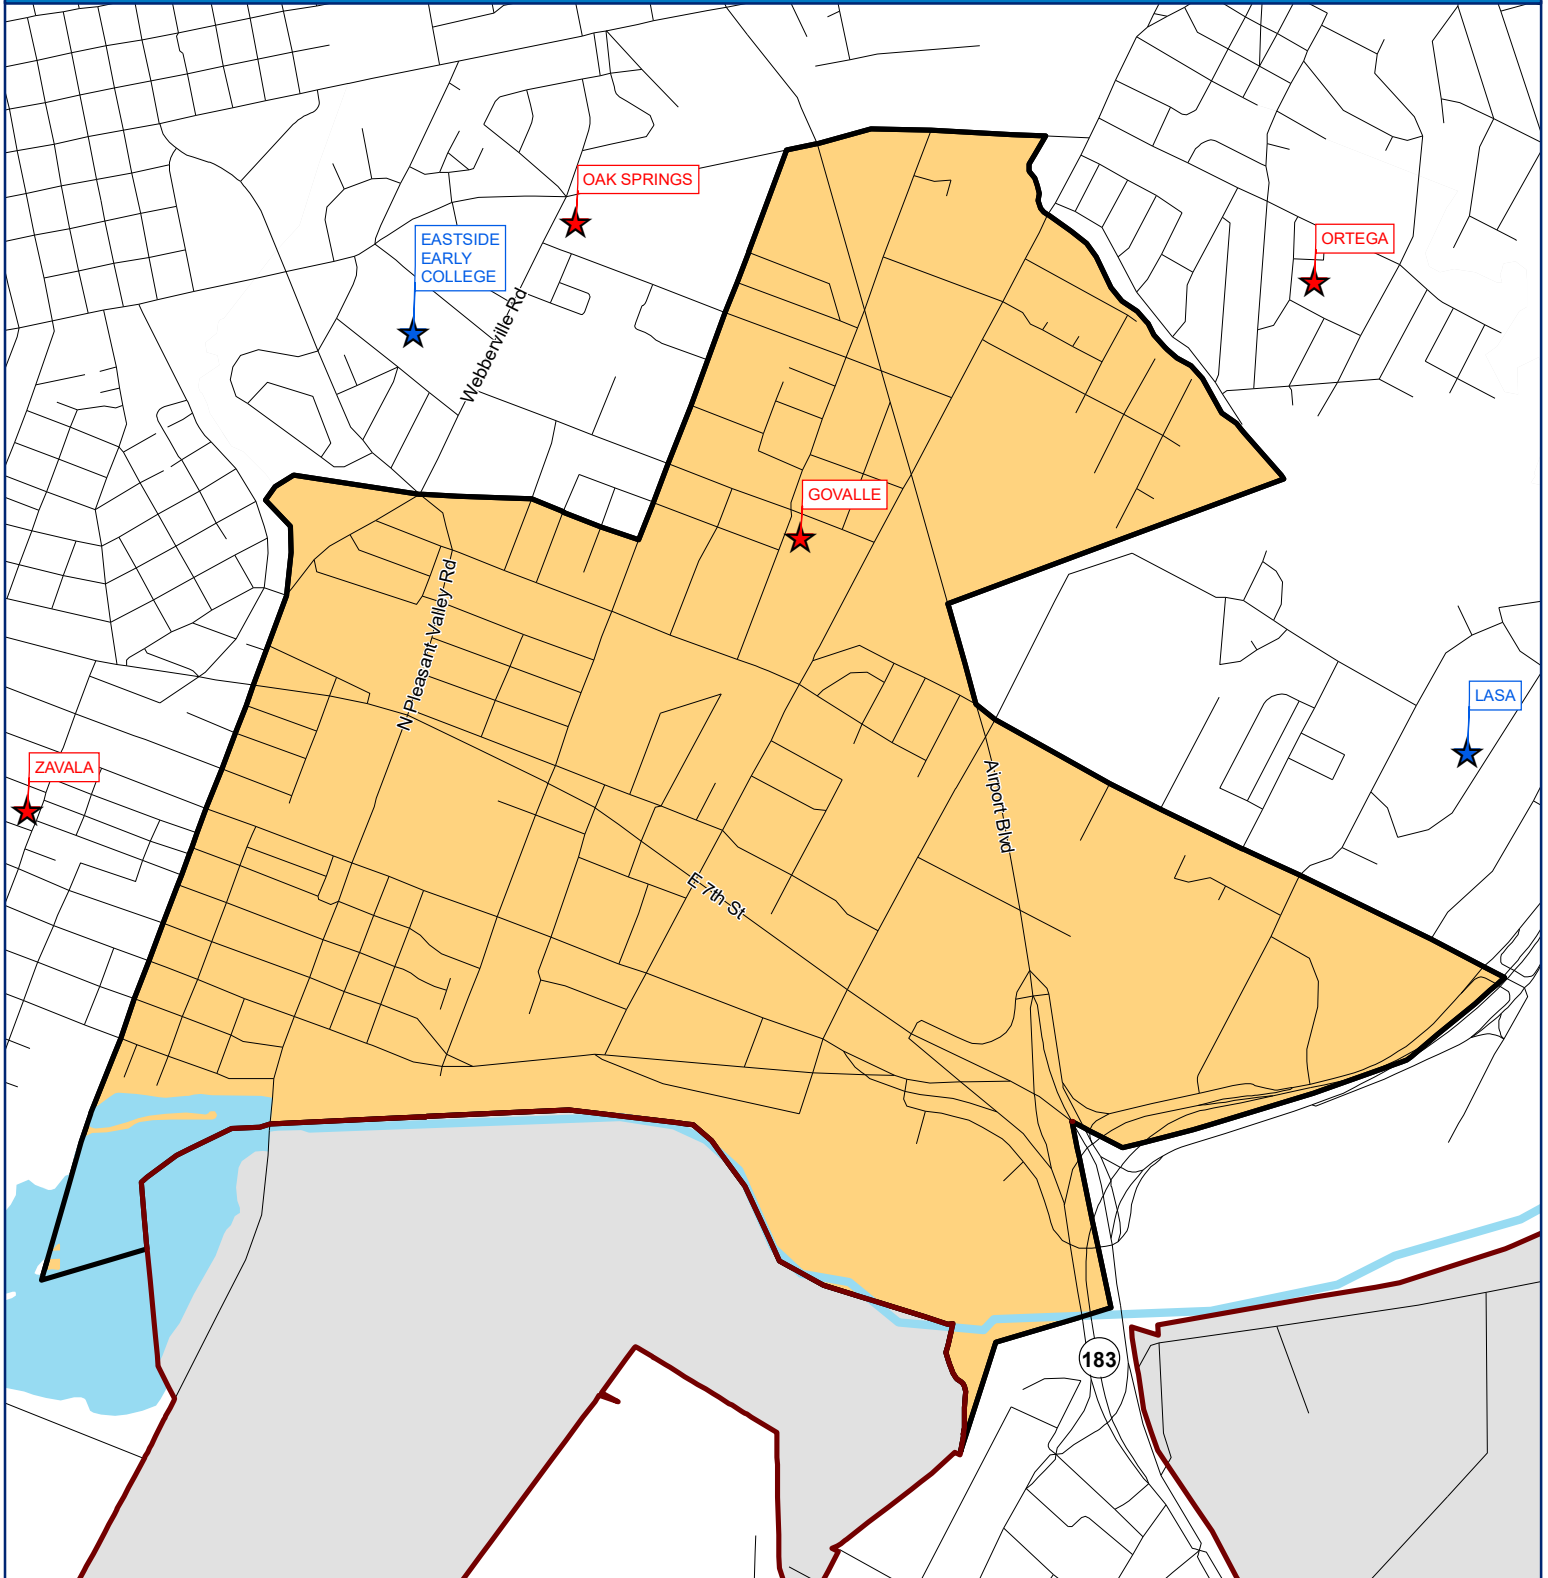 OAK SPRINGS
EASTSIDE
EARLY
COLLEGE
ORTEGA
Webberville Rd
GOVALLE
N Pleasant Valley Rd
LASA
ZAVALA
Airport Blvd
E 7th St
183